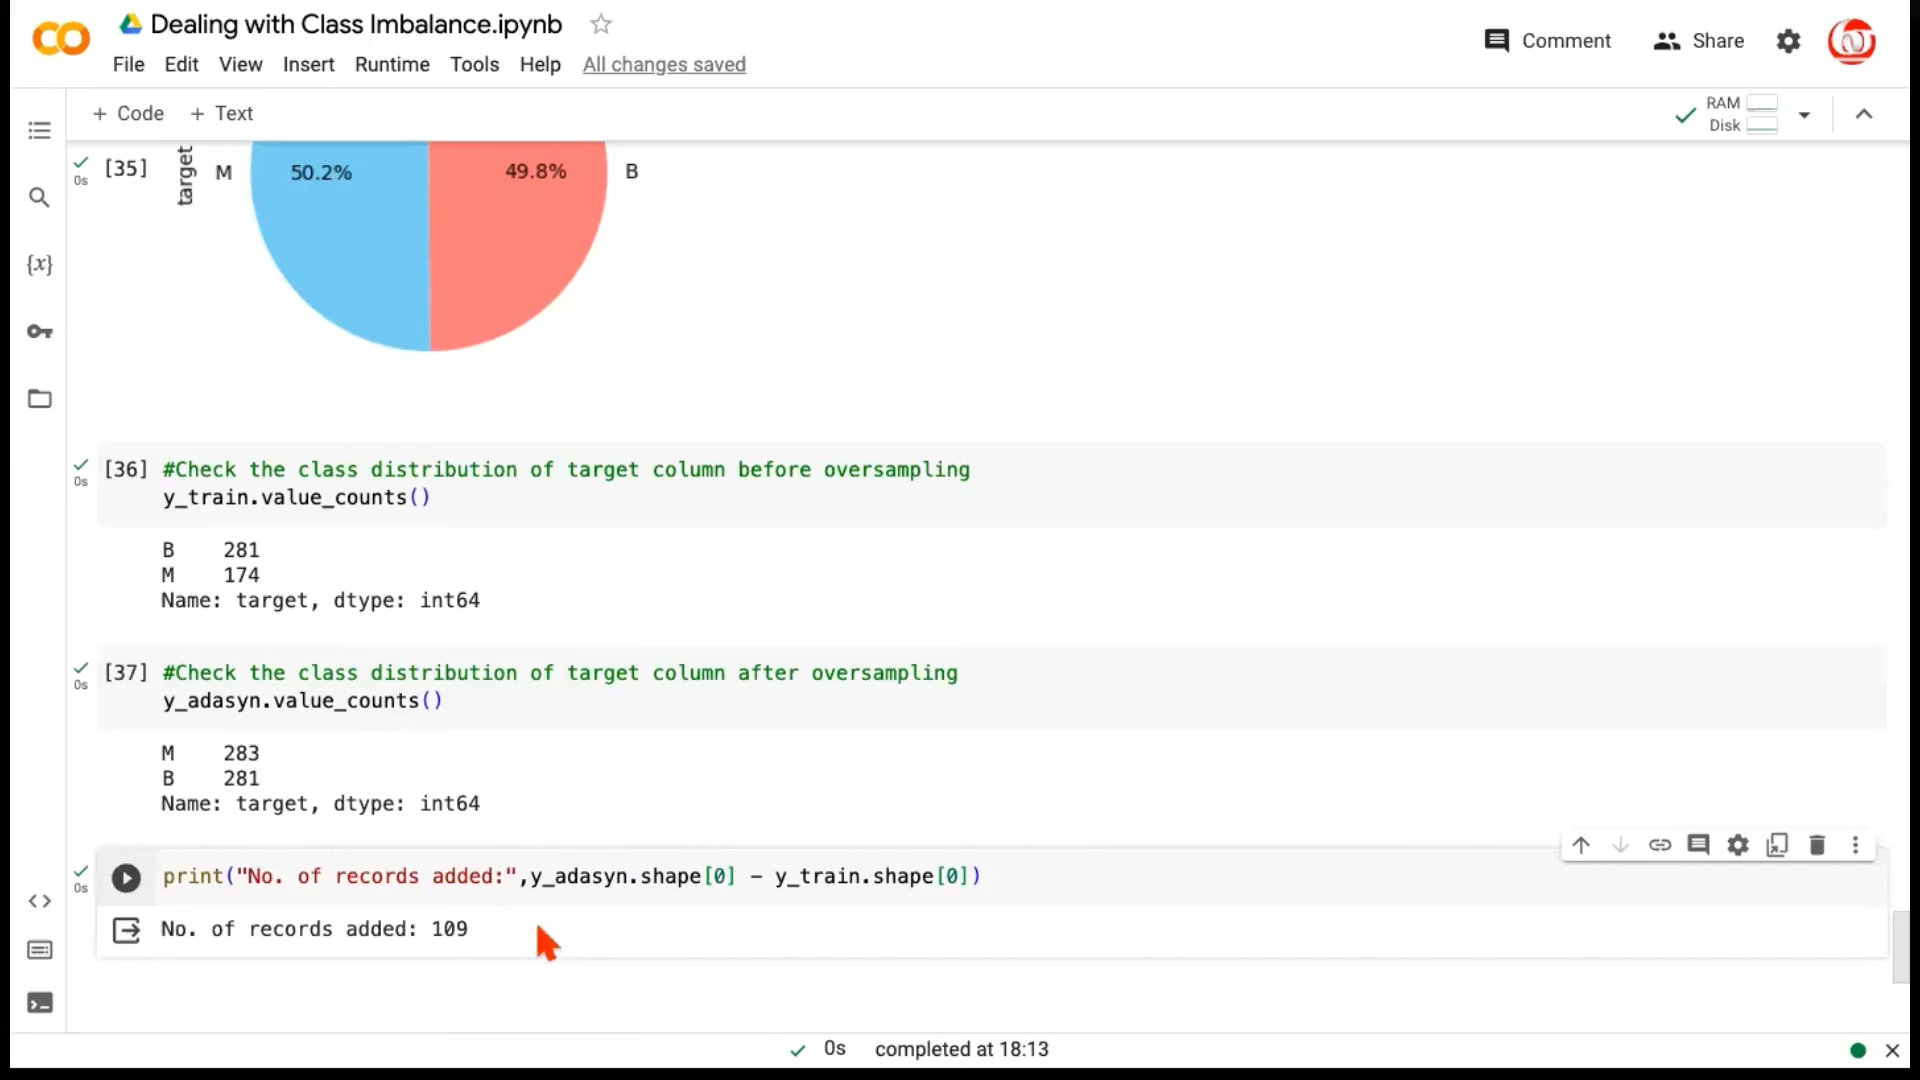 Dealing with Class Imbalance.ipynb
Comment
Share
File Edit View Insert Runtime Tools Help All changes saved
+ Code + Text
RAM
Disk
0s
[35]
target
M
50.2%
49.8%
B
0s
[36] #Check the class distribution of target column before oversampling
y_train.value_counts()
B 281
M 174
Name: target, dtype: int64
0s
[37] #Check the class distribution of target column after oversampling
y_adasyn.value_counts()
M 283
B 281
Name: target, dtype: int64
0s
print("No. of records added:",y_adasyn.shape[0] - y_train.shape[0])
No. of records added: 109
0s completed at 18:13